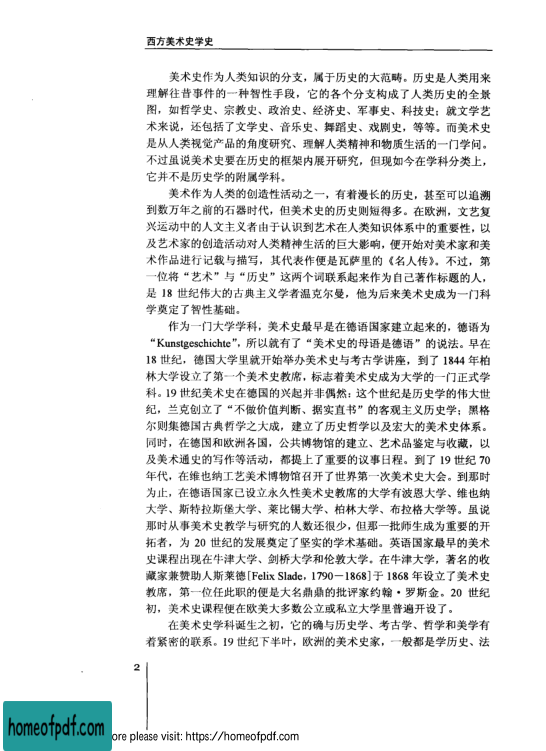 西方美术史学史
美术史作为人类知识的分支，属于历史的大范畴。历史是人类用来
理解往昔事件的一种智性手段，它的各个分支构成了人类历史的全景
图，如哲学史、宗教史、政治史、经济史、军事史、科技史；就文学艺
术来说，还包括了文学史、音乐史、舞蹈史、戏剧史，等等。而美术史
是从人类视觉产品的角度研究、理解人类精神和物质生活的一门学问。
不过虽说美术史要在历史的框架内展开研究，但现如今在学科分类上，
它并不是历史学的附属学科。
美术作为人类的创造性活动之一，有着漫长的历史，甚至可以追溯
到数万年之前的石器时代，但美术史的历史则短得多。在欧洲，文艺复
兴运动中的人文主义者由于认识到艺术在人类知识体系中的重要性，以
及艺术家的创造活动对人类精神生活的巨大影响，便开始对美术家和美
术作品进行记载与描写，其代表作便是瓦萨里的《名人传》。不过，第
一位将“艺术”与“历史”这两个词联系起来作为自己著作标题的人，
是 18 世纪伟大的古典主义学者温克尔曼，他为后来美术史成为一门科
学奠定了智性基础。
作为一门大学学科，美术史最早是在德语国家建立起来的，德语为
“Kunstgeschichte”，所以就有了“美术史的母语是德语”的说法。早在
18 世纪，德国大学里就开始举办美术史与考古学讲座，到了 1844 年柏
林大学设立了第一个美术史教席，标志着美术史成为大学的一门正式学
科。19 世纪美术史在德国的兴起并非偶然：这个世纪是历史学的伟大世
纪，兰克创立了“不做价值判断、据实直书”的客观主义历史学；黑格
尔则集德国古典哲学之大成，建立了历史哲学以及宏大的美术史体系。
同时，在德国和欧洲各国，公共博物馆的建立、艺术品鉴定与收藏，以
及美术通史的写作等活动，都提上了重要的议事日程。到了 19 世纪 70
年代，在维也纳工艺美术博物馆召开了世界第一次美术史大会。到那时
为止，在德语国家已设立永久性美术史教席的大学有波恩大学、维也纳
大学、斯特拉斯堡大学、莱比锡大学、柏林大学、布拉格大学等。虽说
那时从事美术史教学与研究的人数还很少，但那一批师生成为重要的开
拓者，为 20 世纪的发展奠定了坚实的学术基础。英语国家最早的美术
史课程出现在牛津大学、剑桥大学和伦敦大学。在牛津大学，著名的收
藏家兼赞助人斯莱德[Felix Slade，1790－1868]于 1868 年设立了美术史
教席，第一位任此职的便是大名鼎鼎的批评家约翰·罗斯金。20 世纪
初，美术史课程便在欧美大多数公立或私立大学里普遍开设了。
在美术史学科诞生之初，它的确与历史学、考古学、哲学和美学有
着紧密的联系。19 世纪下半叶，欧洲的美术史家，一般都是学历史、法
2
homeofpdf.com
ore please visit: https://homeofpdf.com